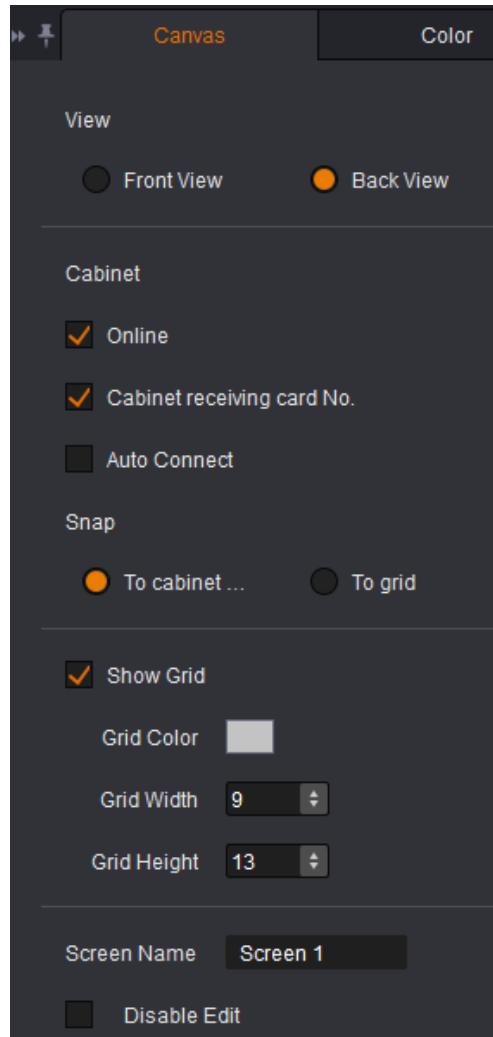 Canvas Color
View
Front View Back View
Cabinet
Online
Cabinet receiving card No.
Auto Connect
Snap
To cabinet ... To grid
Show Grid
Grid Color
Grid Width 9
Grid Height 13
Screen Name Screen 1
Disable Edit